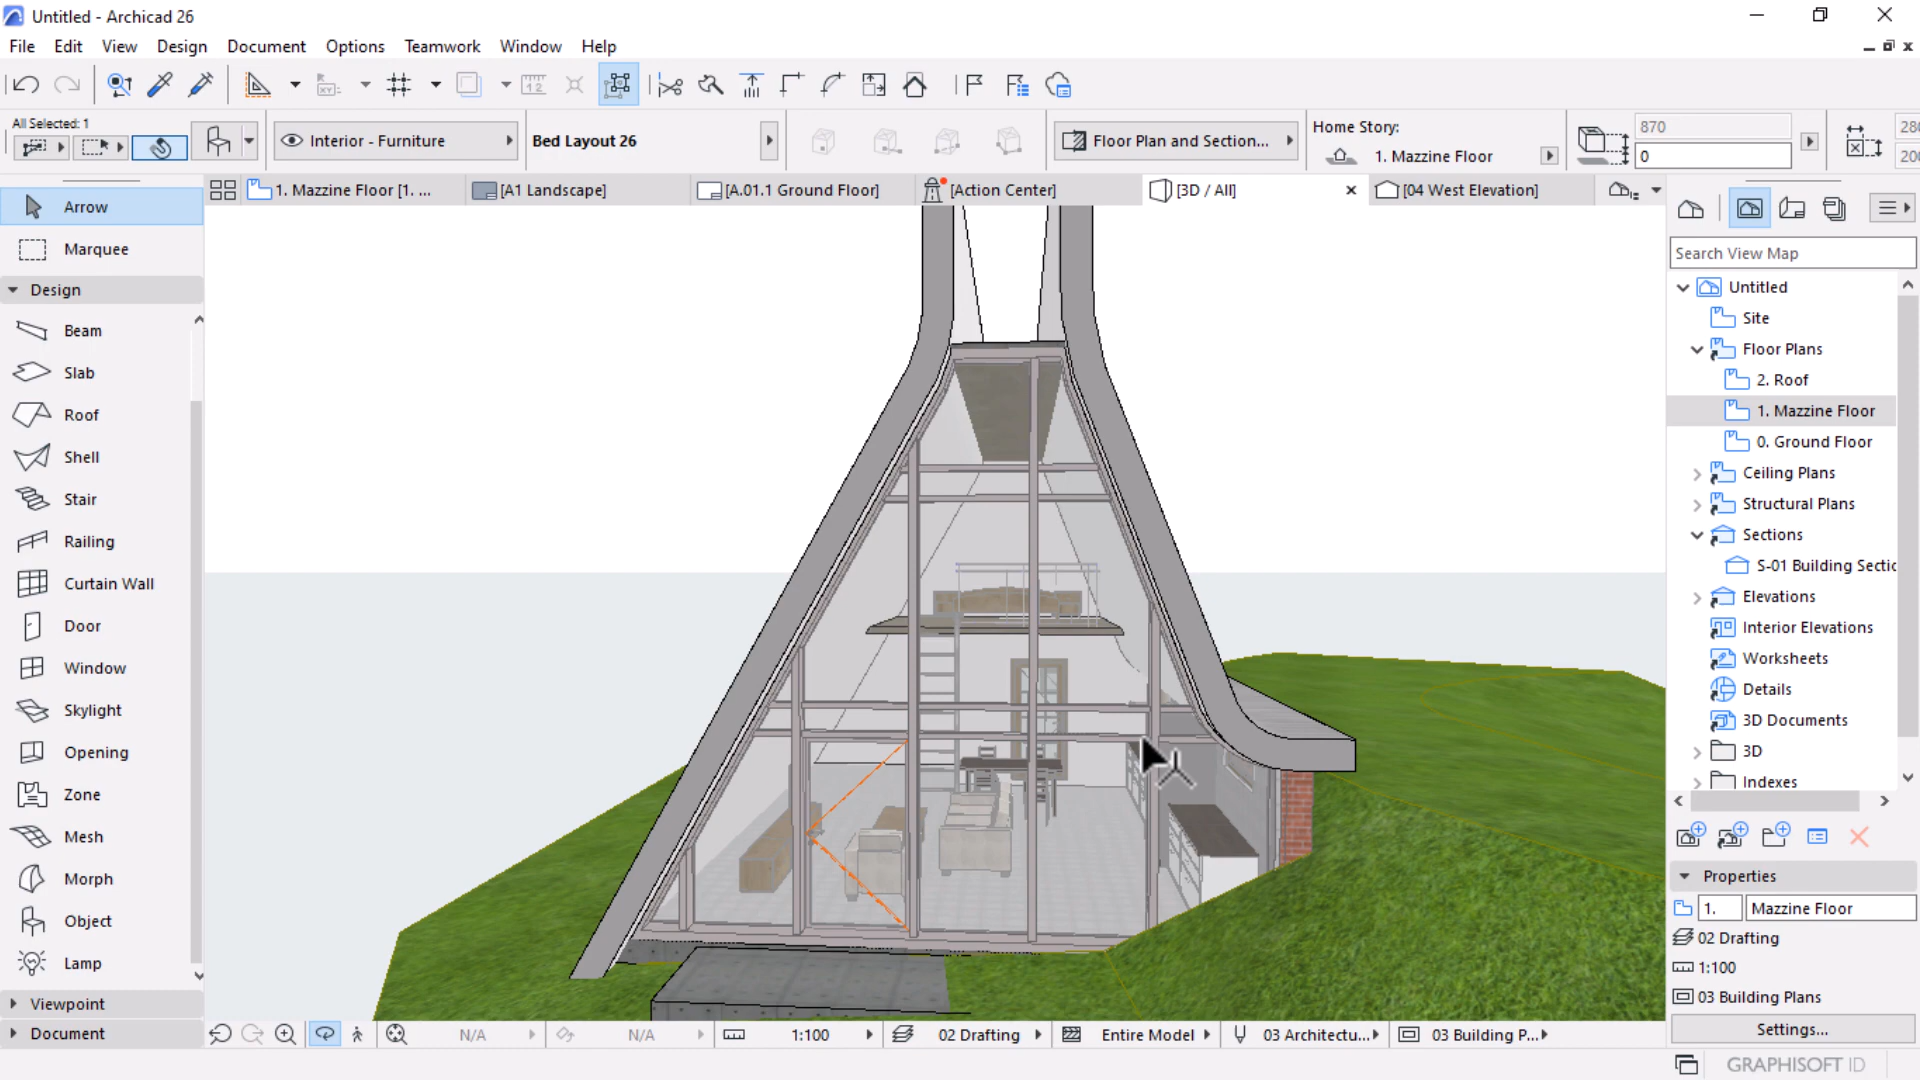 Untitled - Archicad 26
File Edit View Design Document Options Teamwork Window Help
All Selected: 1
Interior - Furniture
Bed Layout 26
Floor Plan and Section...
Home Story:
1. Mazzine Floor
870
0
280
200
1. Mazzine Floor [1. ...
[A1 Landscape]
[A.01.1 Ground Floor]
[Action Center]
[3D / All]
[04 West Elevation]
Arrow
Marquee
Design
Beam
Slab
Roof
Shell
Stair
Railing
Curtain Wall
Door
Window
Skylight
Opening
Zone
Mesh
Morph
Object
Lamp
Viewpoint
Document
Search View Map
Untitled
Site
Floor Plans
2. Roof
1. Mazzine Floor
0. Ground Floor
Ceiling Plans
Structural Plans
Sections
S-01 Building Sectic
Elevations
Interior Elevations
Worksheets
Details
3D Documents
3D
Indexes
Properties
1. Mazzine Floor
02 Drafting
1:100
03 Building Plans
Settings...
N/A
N/A
1:100
02 Drafting
Entire Model
03 Architectu...
03 Building P...
GRAPHISOFT ID